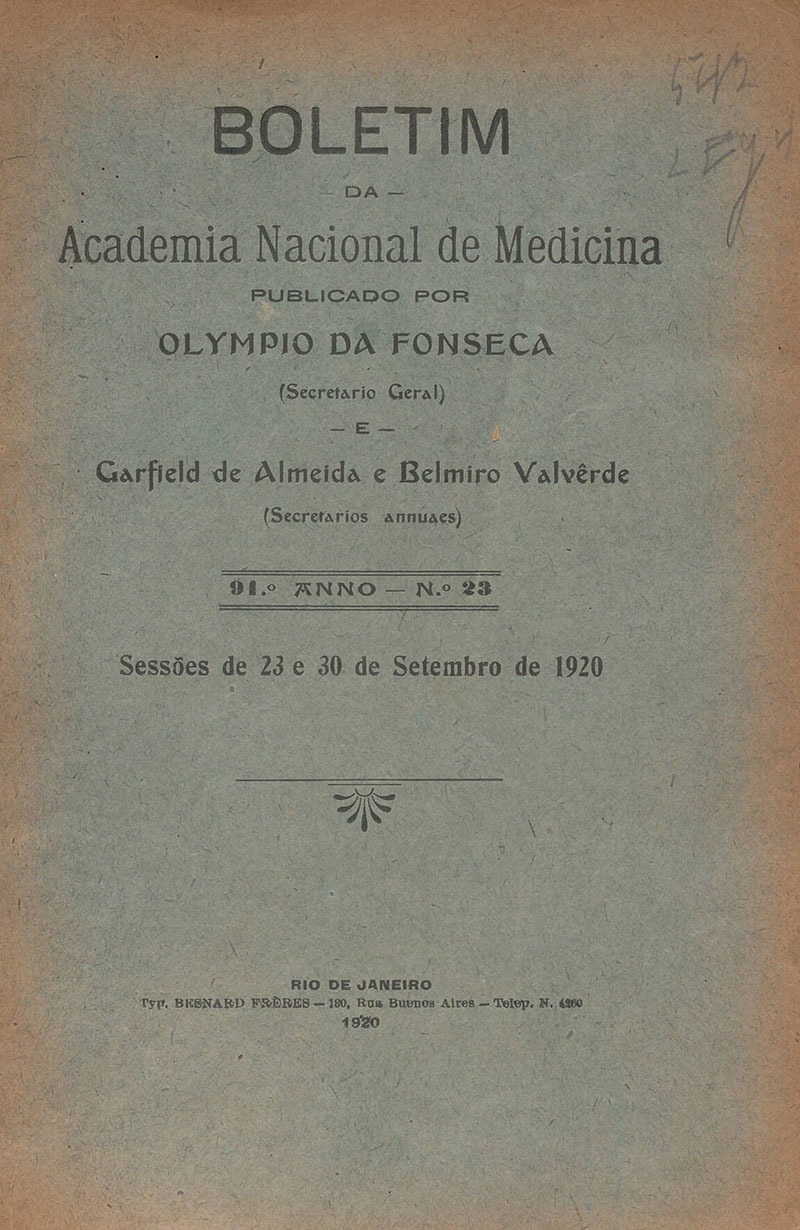 BOLETIM
— DA —
Academia Nacional de Medicina
PUBLICADO POR
OLYMPIO DA FONSECA
(Secretario Geral)
— E —
Garfield de Almeida e Belmiro Valvêrde
(Secretarios annuaes)
91.º ANNO — N.º 23
Sessões de 23 e 30 de Setembro de 1920
RIO DE JANEIRO
Typ. BESNARD FRÈRES — 130, Rua Buenos Aires — Telep. N.
1920
542